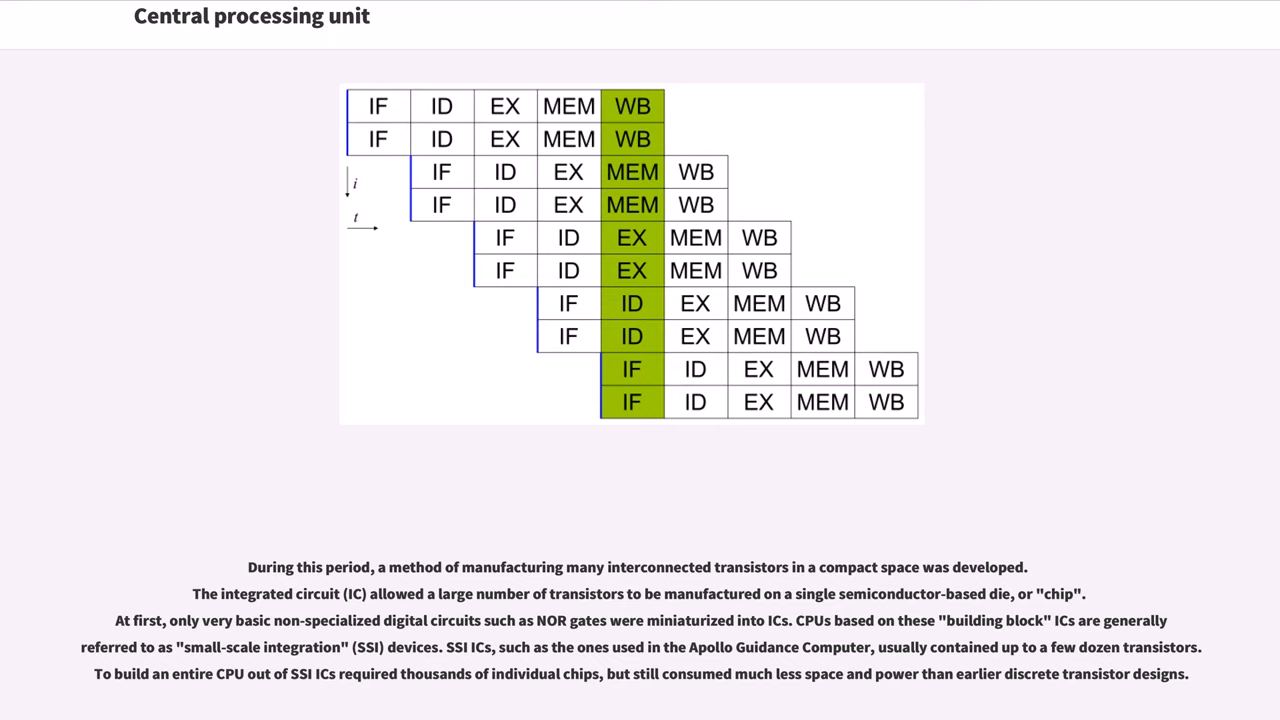 Central processing unit
IF ID EX MEM WB
IF ID EX MEM WB
IF ID EX MEM WB
i
IF ID EX MEM WB
t
IF ID EX MEM WB
IF ID EX MEM WB
IF ID EX MEM WB
IF ID EX MEM WB
IF ID EX MEM WB
IF ID EX MEM WB
During this period, a method of manufacturing many interconnected transistors in a compact space was developed.
The integrated circuit (IC) allowed a large number of transistors to be manufactured on a single semiconductor-based die, or "chip".
At first, only very basic non-specialized digital circuits such as NOR gates were miniaturized into ICs. CPUs based on these "building block" ICs are generally
referred to as "small-scale integration" (SSI) devices. SSI ICs, such as the ones used in the Apollo Guidance Computer, usually contained up to a few dozen transistors.
To build an entire CPU out of SSI ICs required thousands of individual chips, but still consumed much less space and power than earlier discrete transistor designs.